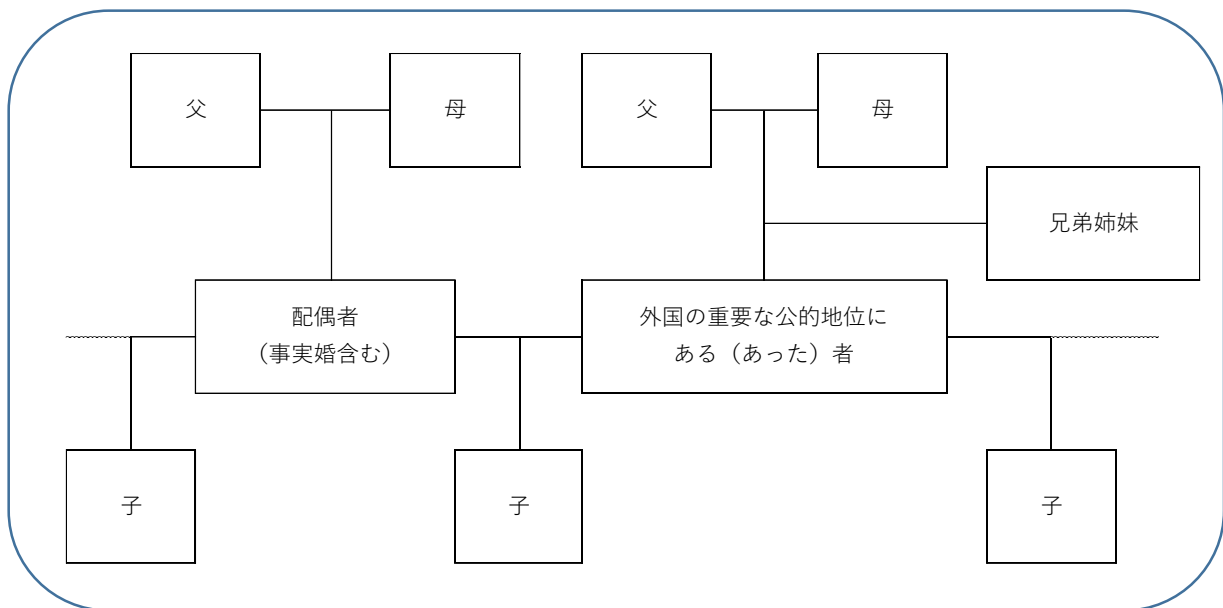 父
母
父
母
兄弟姉妹
配偶者
（事実婚含む）
外国の重要な公的地位に
ある（あった）者
子
子
子